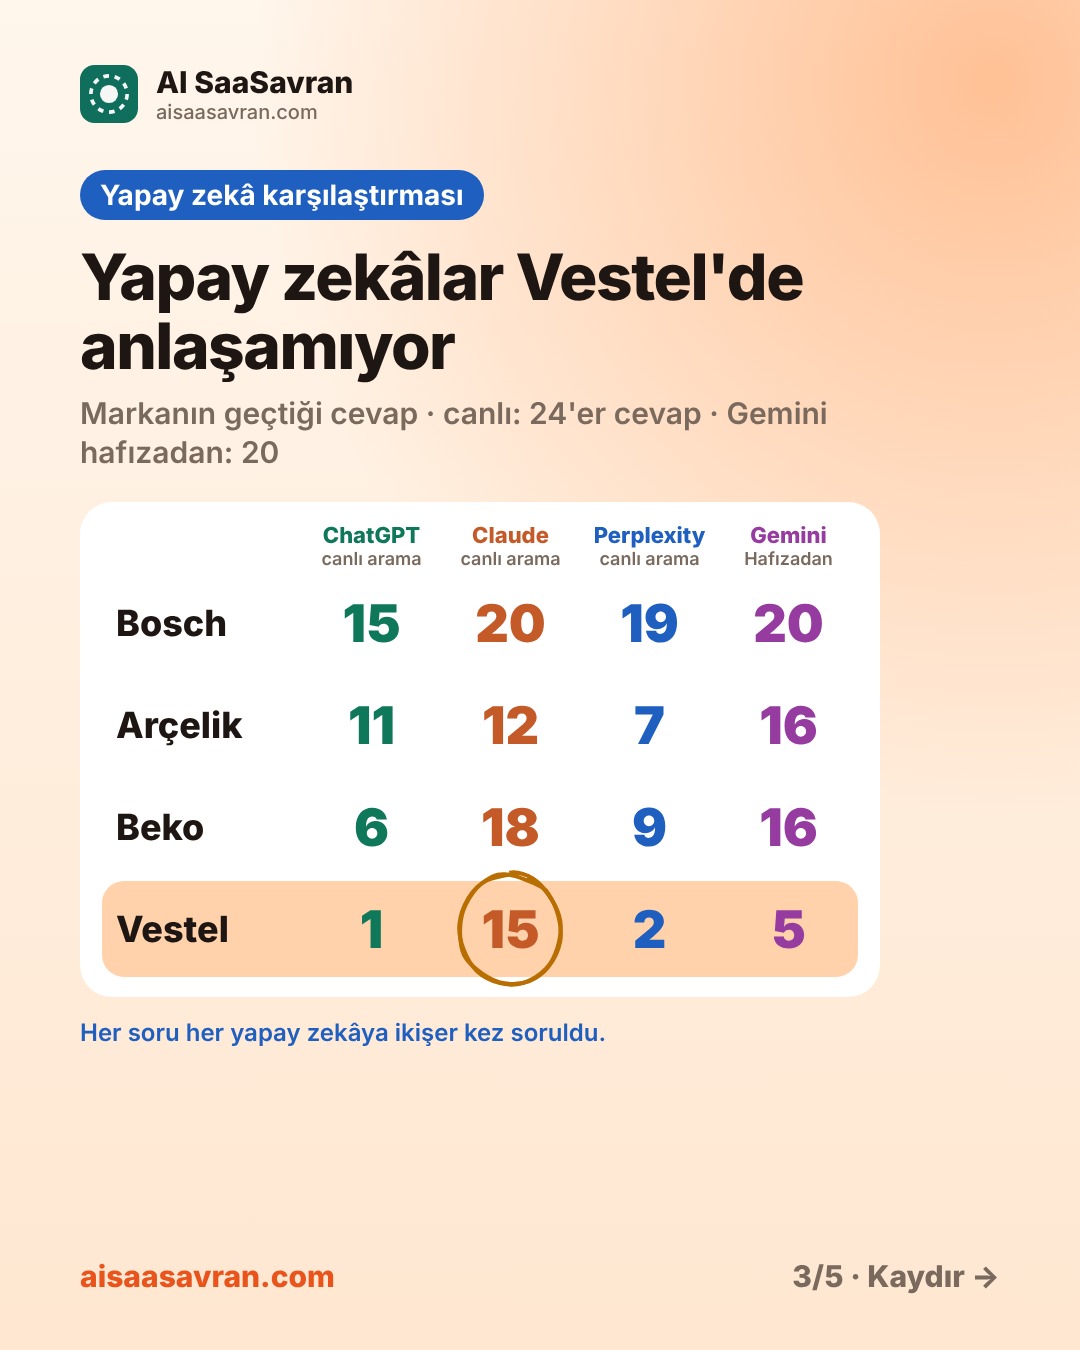 AI SaaSavran
aisaasavran.com
Yapay zekâ karşılaştırması
Yapay zekâlar Vestel'de
anlaşamıyor
Markanın geçtiği cevap · canlı: 24'er cevap · Gemini
hafızadan: 20
ChatGPT Claude Perplexity Gemini
canlı arama canlı arama canlı arama Hafızadan
Bosch 15 20 19 20
Arçelik 11 12 7 16
Beko 6 18 9 16
Vestel 1 15 2 5
Her soru her yapay zekâya ikişer kez soruldu.
aisaasavran.com 3/5 · Kaydır →